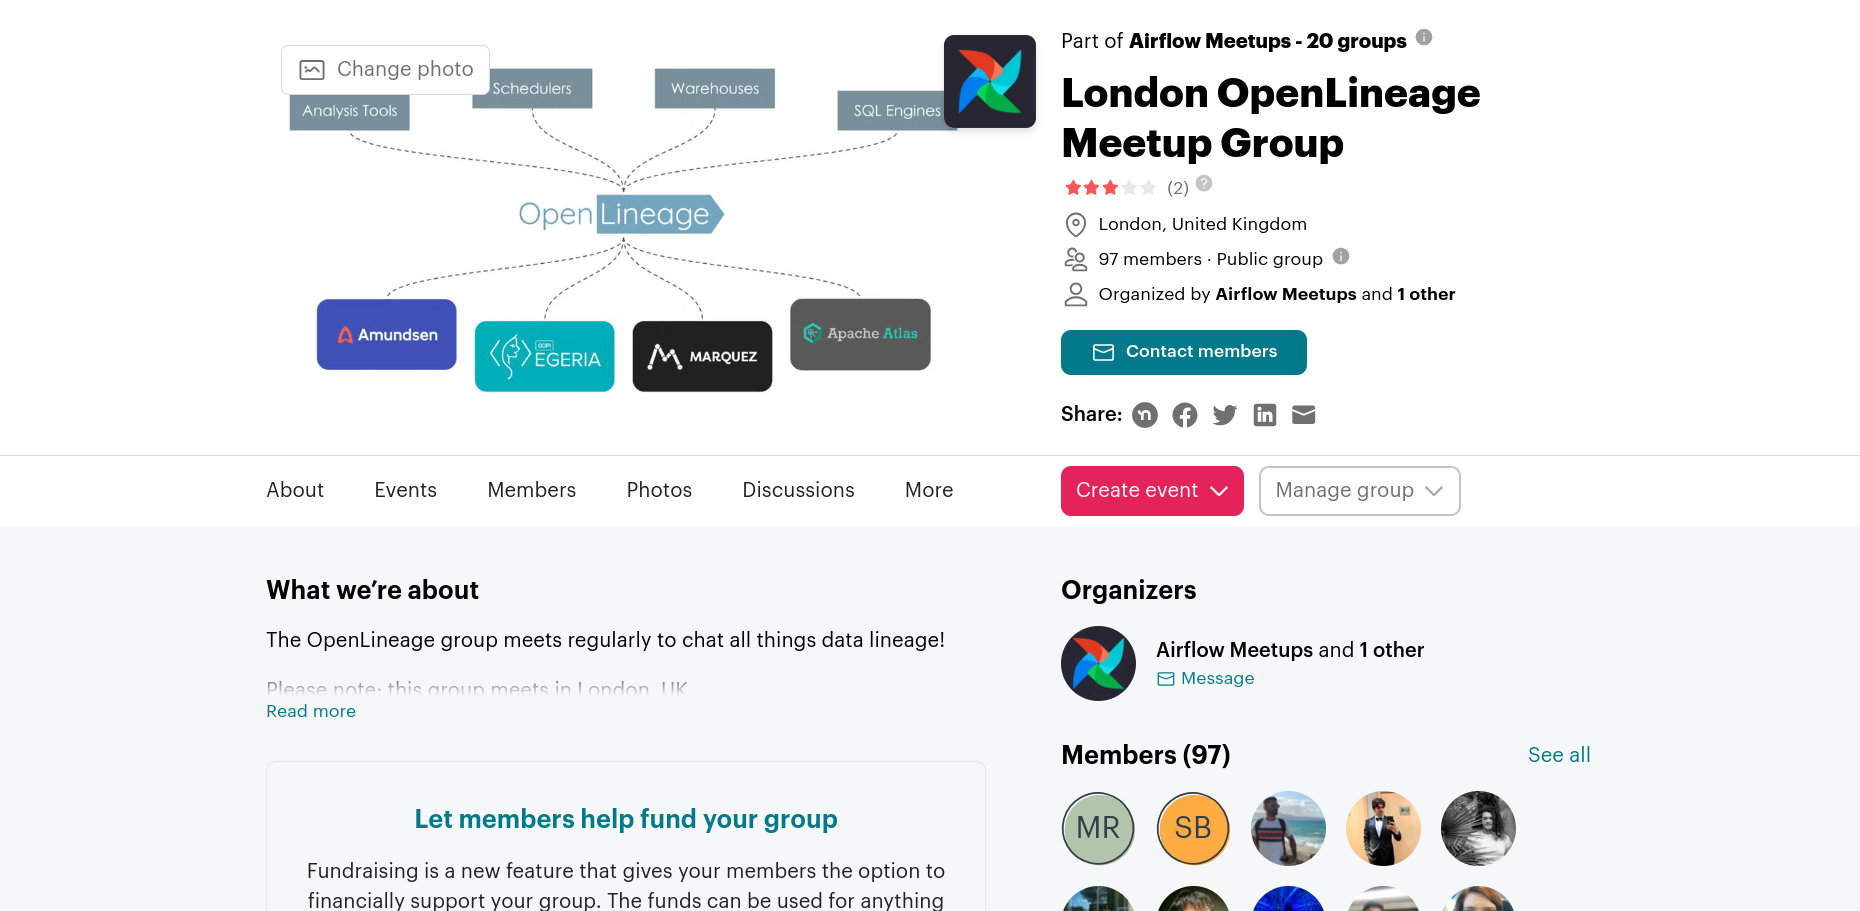 Change photo
Analysis Tools
Schedulers
Warehouses
SQL Engines
OpenLineage
Amundsen
ODPi
EGERIA
MARQUEZ
Apache Atlas
Part of Airflow Meetups - 20 groups
London OpenLineage
Meetup Group
(2)
London, United Kingdom
97 members · Public group
Organized by Airflow Meetups and 1 other
Contact members
Share:
About
Events
Members
Photos
Discussions
More
Create event
Manage group
What we’re about
The OpenLineage group meets regularly to chat all things data lineage!
Please note: this group meets in London, UK
Read more
Let members help fund your group
Fundraising is a new feature that gives your members the option to
financially support your group. The funds can be used for anything
Organizers
Airflow Meetups and 1 other
Message
Members (97)
See all
MR
SB